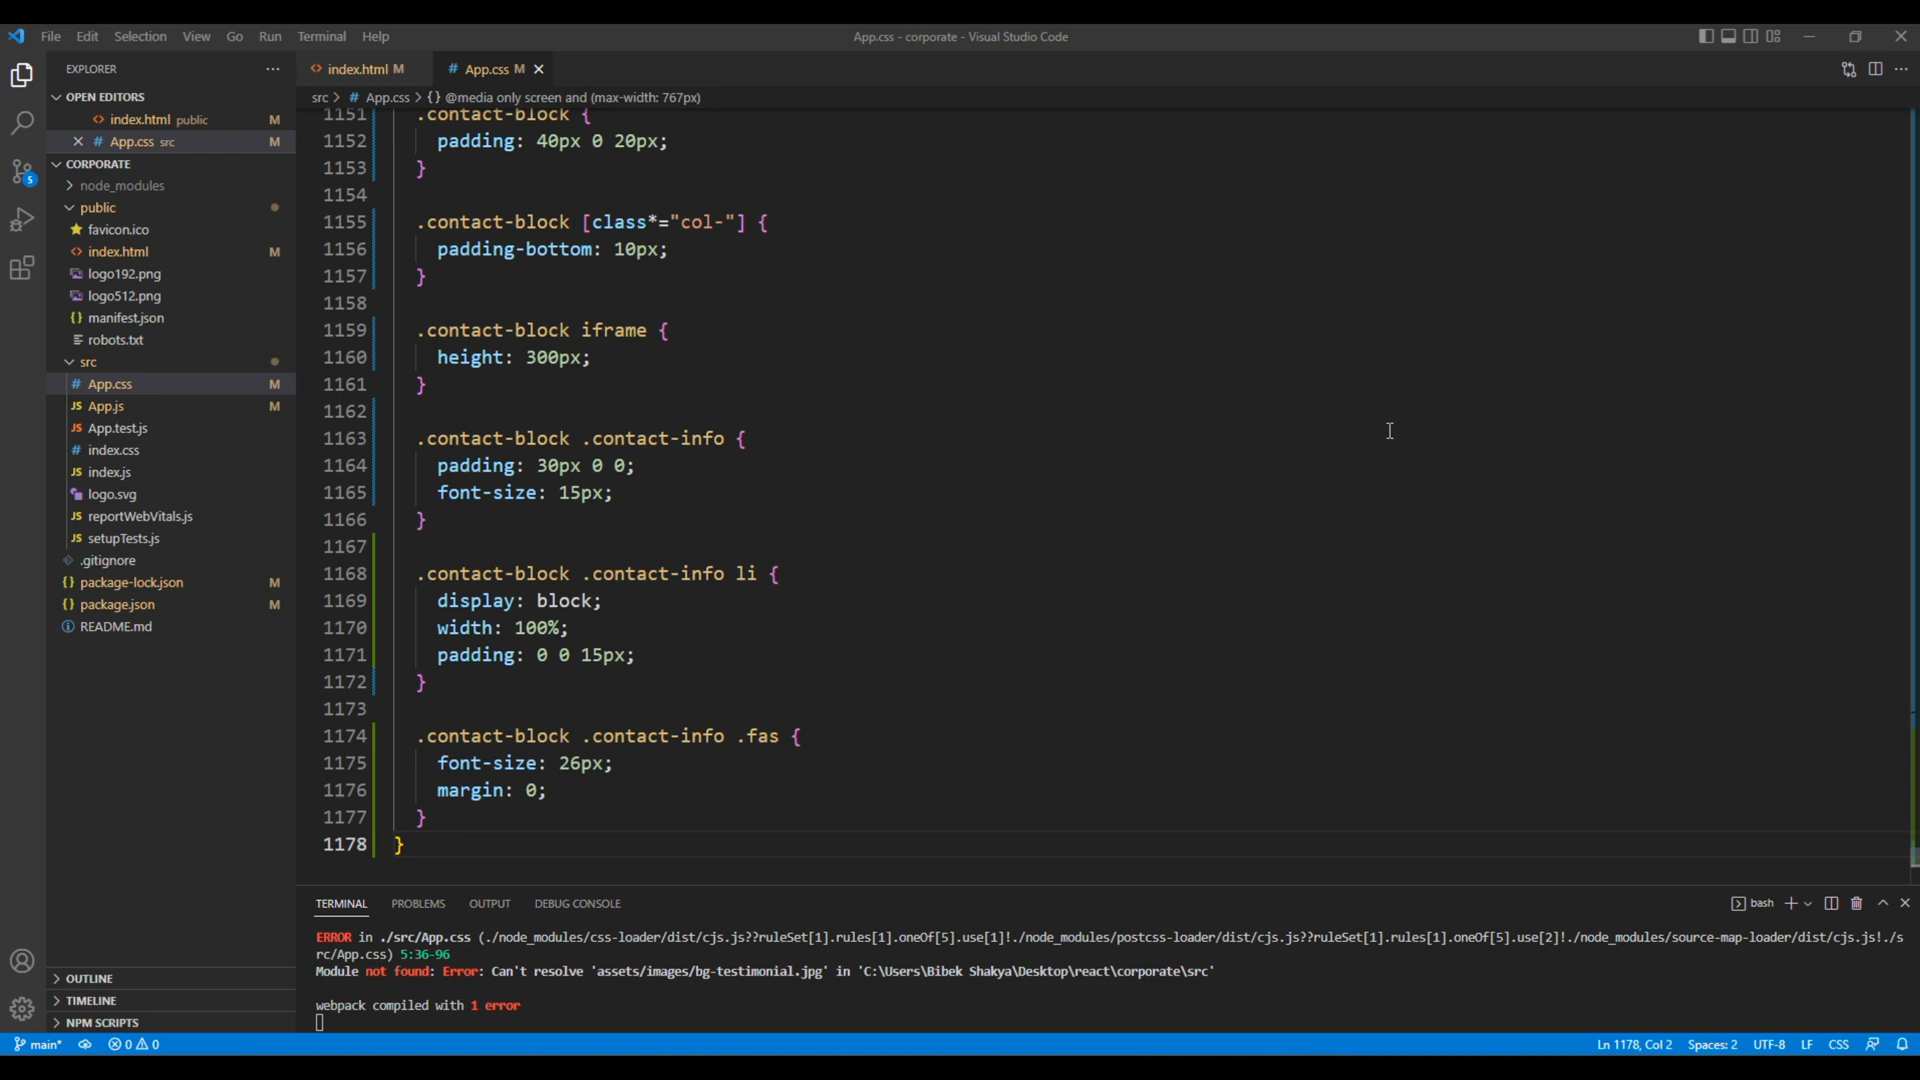 File Edit Selection View Go Run Terminal Help
App.css - corporate - Visual Studio Code
EXPLORER
index.html M
# App.css M
OPEN EDITORS
src > # App.css > {} @media only screen and (max-width: 767px)
index.html public M
# App.css src M
CORPORATE
node_modules
public
favicon.ico
index.html M
logo192.png
logo512.png
{} manifest.json
robots.txt
src
# App.css M
JS App.js M
JS App.test.js
# index.css
JS index.js
logo.svg
JS reportWebVitals.js
JS setupTests.js
.gitignore
{} package-lock.json M
{} package.json M
README.md
5
OUTLINE
TIMELINE
NPM SCRIPTS
1151 .contact-block {
1152 padding: 40px 0 20px;
1153 }
1154
1155 .contact-block [class*="col-"] {
1156 padding-bottom: 10px;
1157 }
1158
1159 .contact-block iframe {
1160 height: 300px;
1161 }
1162
1163 .contact-block .contact-info {
1164 padding: 30px 0 0;
1165 font-size: 15px;
1166 }
1167
1168 .contact-block .contact-info li {
1169 display: block;
1170 width: 100%;
1171 padding: 0 0 15px;
1172 }
1173
1174 .contact-block .contact-info .fas {
1175 font-size: 26px;
1176 margin: 0;
1177 }
1178 }
TERMINAL PROBLEMS OUTPUT DEBUG CONSOLE
bash
ERROR in ./src/App.css (./node_modules/css-loader/dist/cjs.js??ruleSet[1].rules[1].oneOf[5].use[1]!./node_modules/postcss-loader/dist/cjs.js??ruleSet[1].rules[1].oneOf[5].use[2]!./node_modules/source-map-loader/dist/cjs.js!./s
rc/App.css) 5:36-96
Module not found: Error: Can't resolve 'assets/images/bg-testimonial.jpg' in 'C:\Users\Bibek Shakya\Desktop\react\corporate\src'
webpack compiled with 1 error
main* 0 0
Ln 1178, Col 2 Spaces: 2 UTF-8 LF CSS